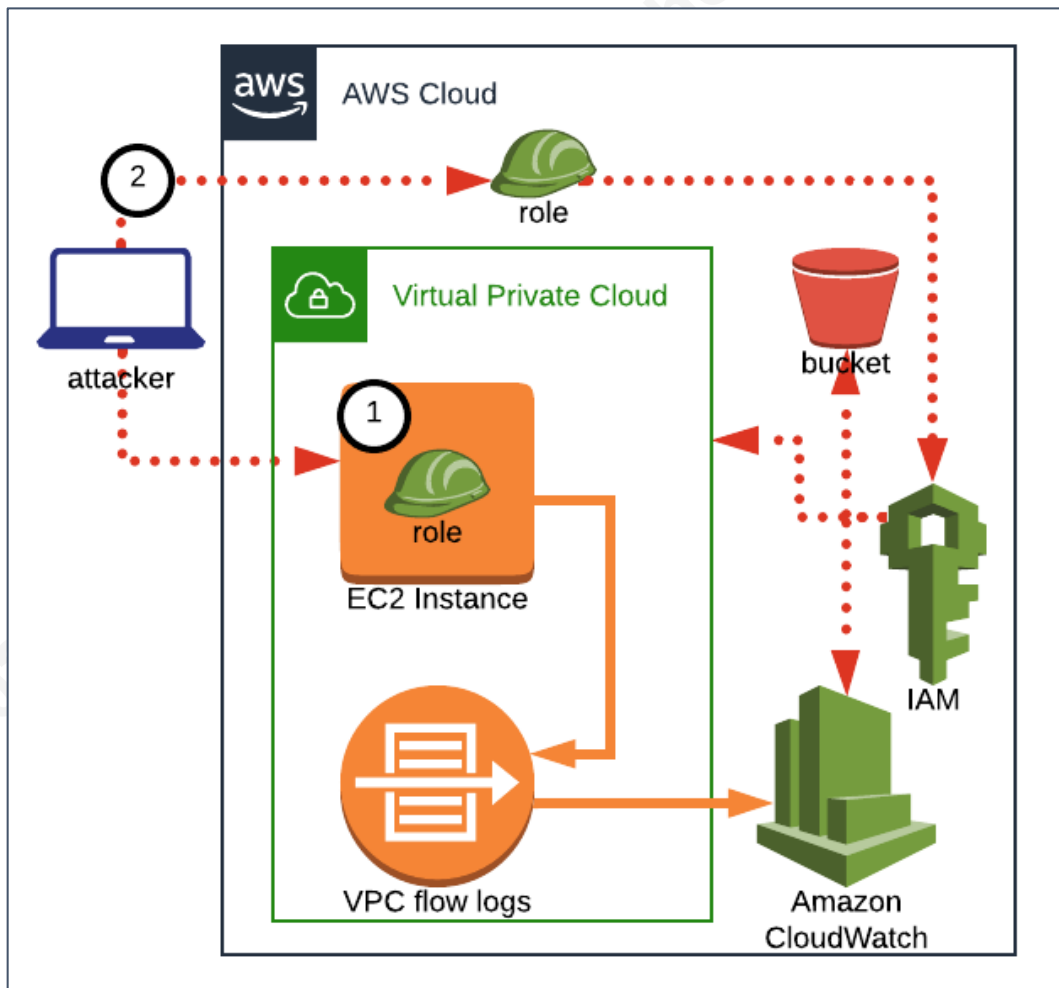 aws
AWS Cloud
2
role
Virtual Private Cloud
attacker
bucket
1
role
EC2 Instance
IAM
VPC flow logs
Amazon
CloudWatch